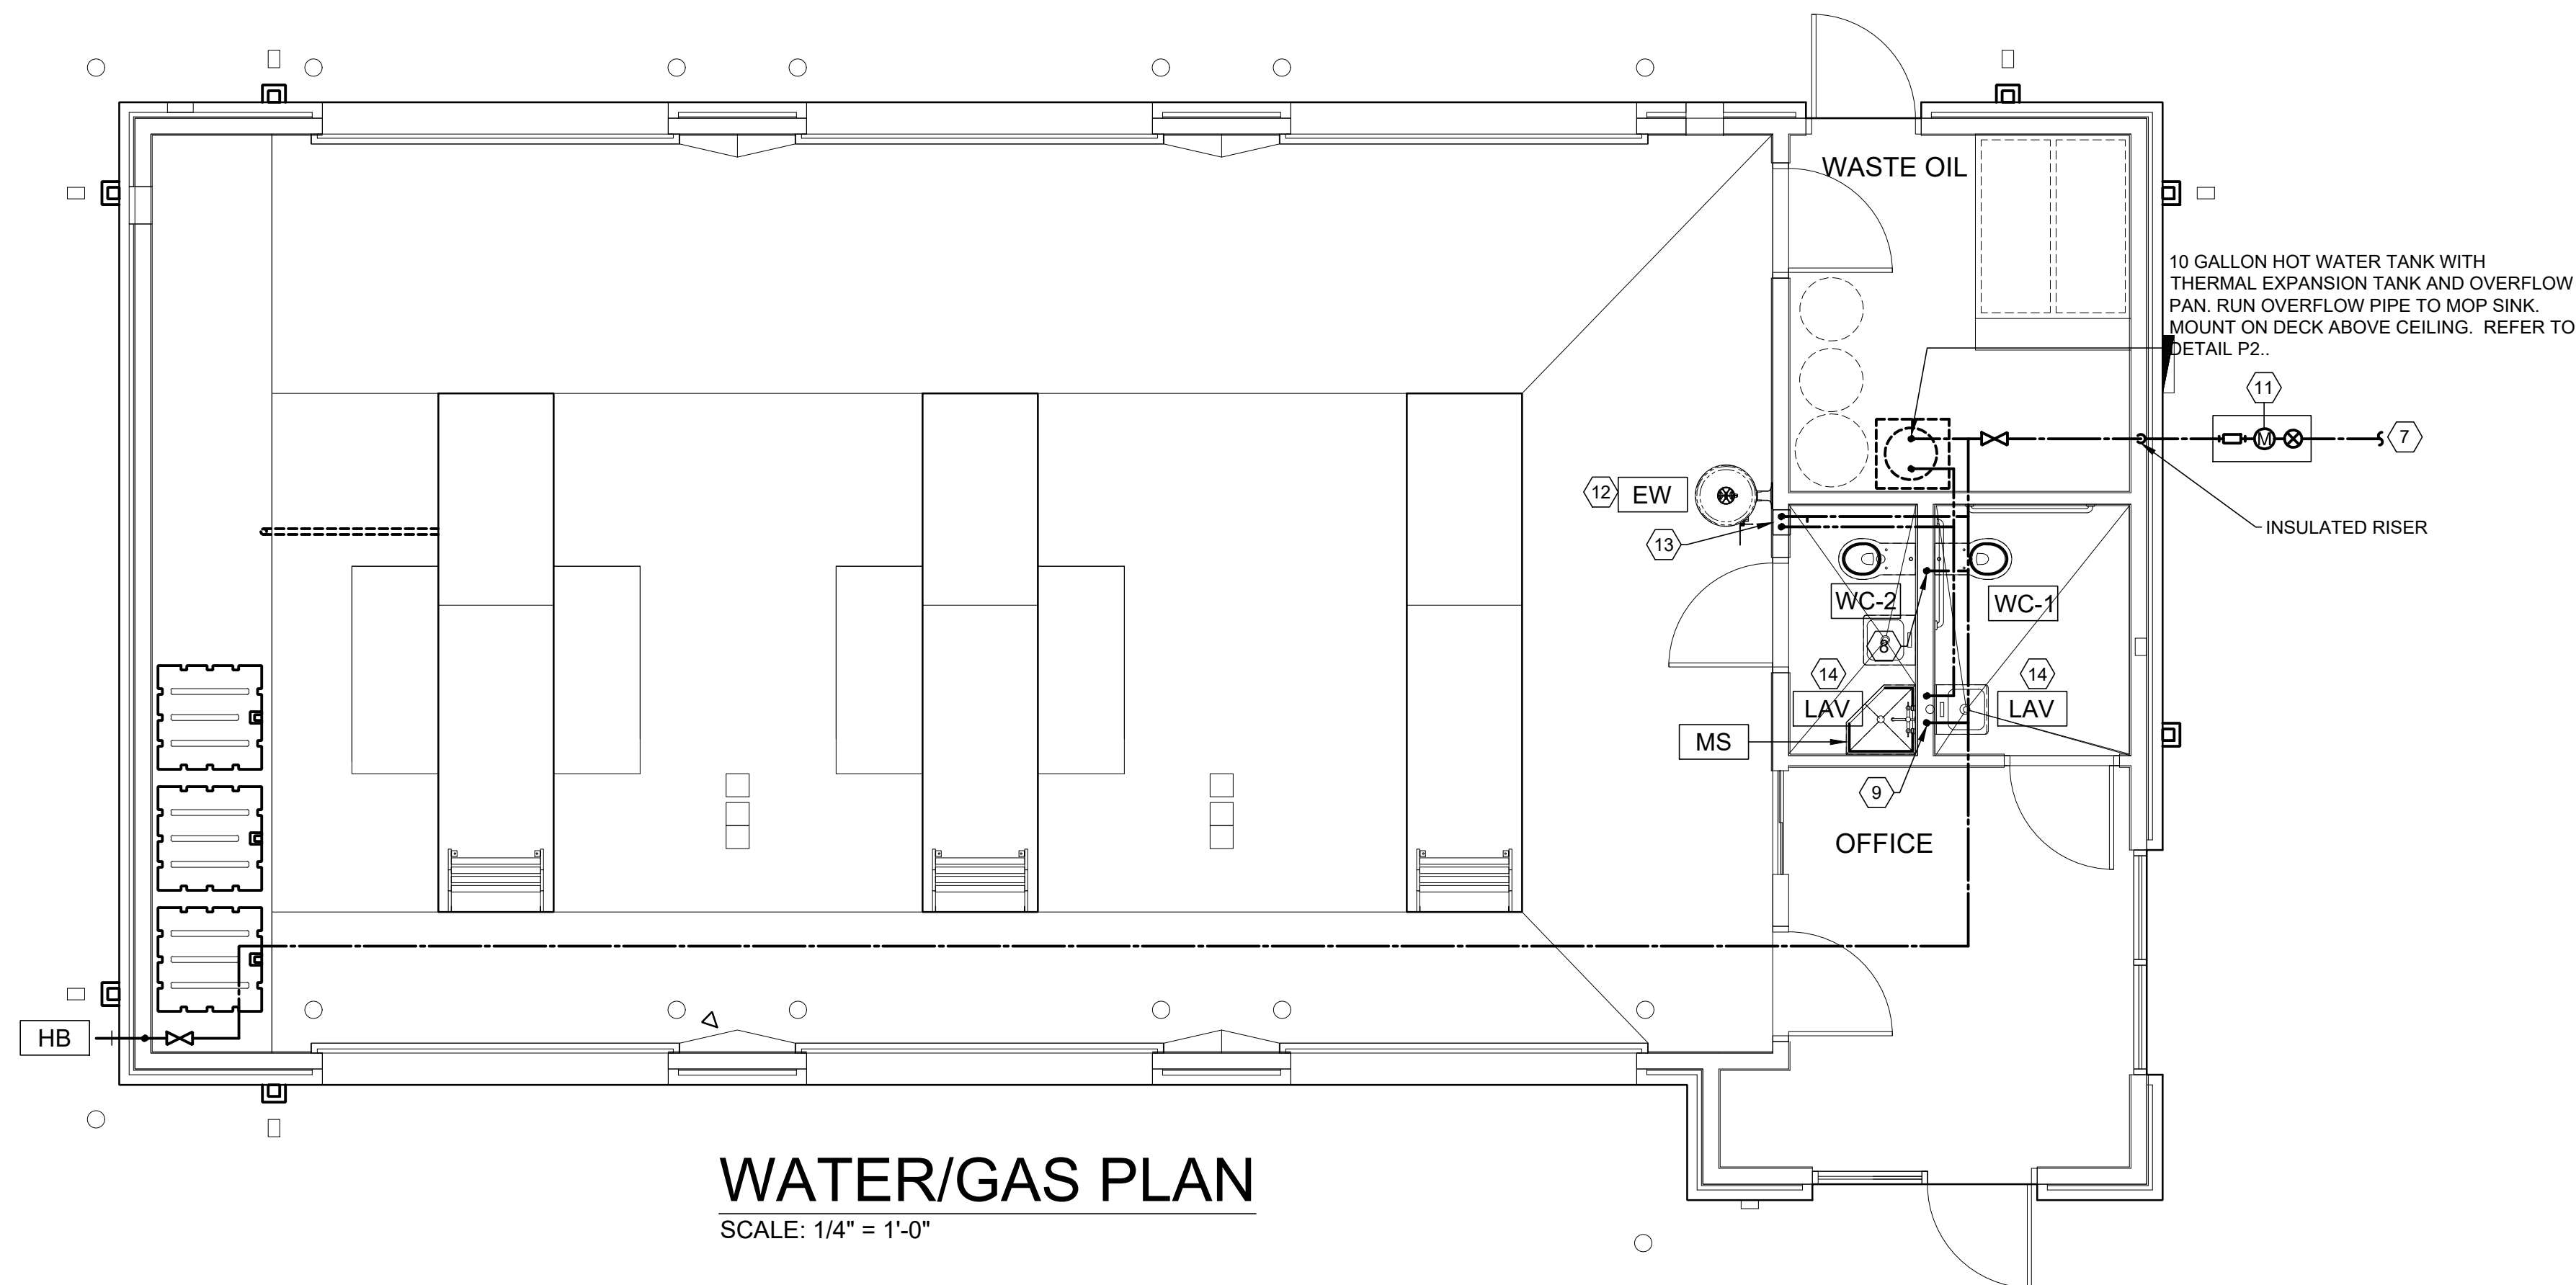 WASTE OIL
10 GALLON HOT WATER TANK WITH
THERMAL EXPANSION TANK AND OVERFLOW
PAN. RUN OVERFLOW PIPE TO MOP SINK.
MOUNT ON DECK ABOVE CEILING. REFER TO
DETAIL P2..
11
M
7
12 EW
13
INSULATED RISER
WC-2
WC-1
8
14
14
LAV
LAV
MS
9
OFFICE
HB
WATER/GAS PLAN
SCALE: 1/4" = 1'-0"